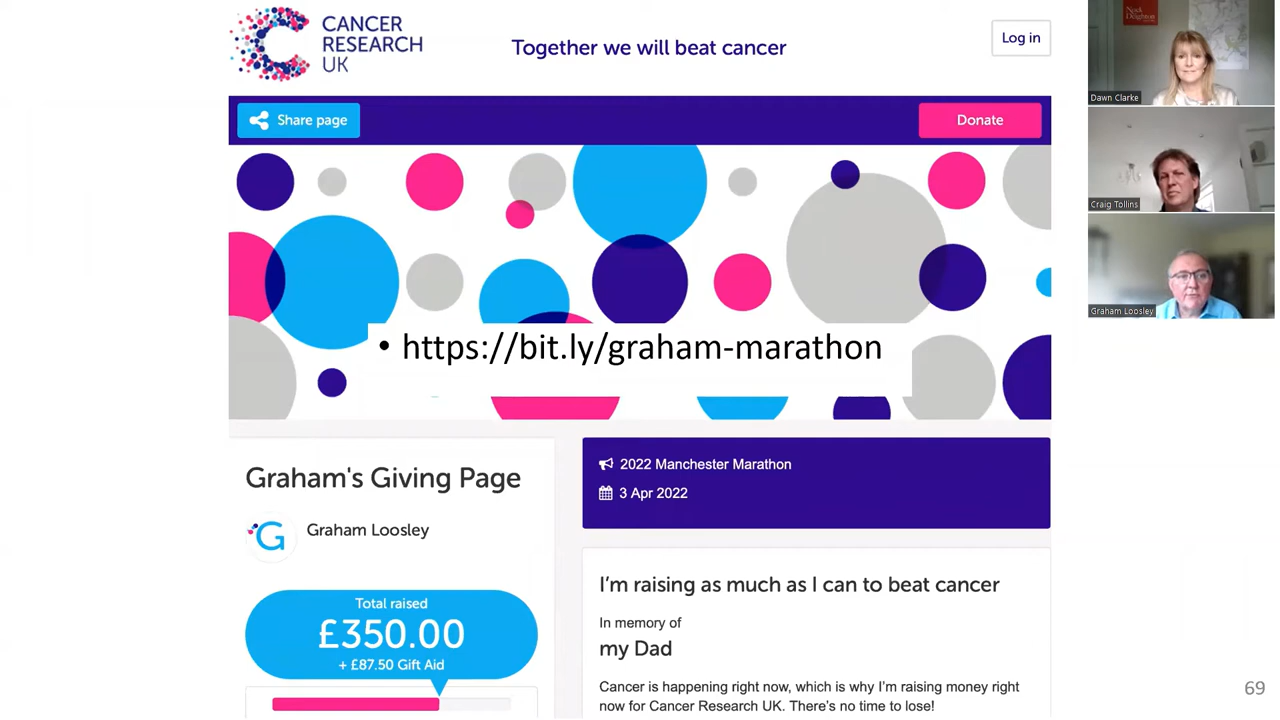 CANCER
RESEARCH
UK
Together we will beat cancer
Log in
Share page
Donate
• https://bit.ly/graham-marathon
Graham's Giving Page
Graham Loosley
Total raised
£350.00
+ £87.50 Gift Aid
2022 Manchester Marathon
3 Apr 2022
I'm raising as much as I can to beat cancer
In memory of
my Dad
Cancer is happening right now, which is why I'm raising money right
now for Cancer Research UK. There's no time to lose!
Nock
Deighton
Dawn Clarke
Craig Tollins
Graham Loosley
69